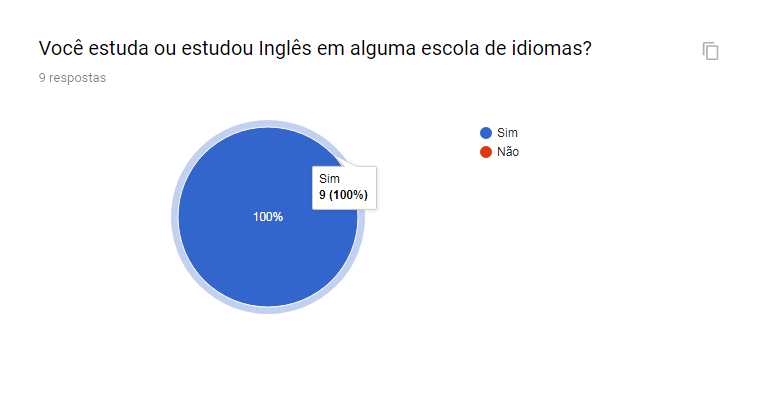 Você estuda ou estudou Inglês em alguma escola de idiomas?
9 respostas
Sim
Não
Sim
9 (100%)
100%